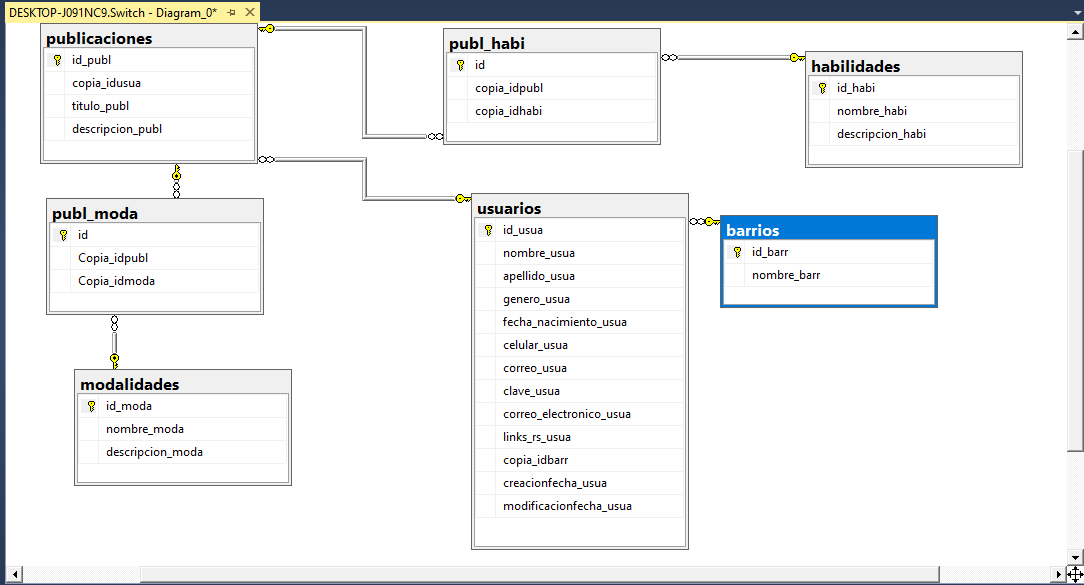 DESKTOP-J091NC9.Switch - Diagram_0*
publicaciones
id_publ
copia_idusua
titulo_publ
descripcion_publ
publ_habi
id
copia_idpubl
copia_idhabi
habilidades
id_habi
nombre_habi
descripcion_habi
publ_moda
id
Copia_idpubl
Copia_idmoda
usuarios
id_usua
nombre_usua
apellido_usua
genero_usua
fecha_nacimiento_usua
celular_usua
correo_usua
clave_usua
correo_electronico_usua
links_rs_usua
copia_idbarr
creacionfecha_usua
modificacionfecha_usua
barrios
id_barr
nombre_barr
modalidades
id_moda
nombre_moda
descripcion_moda